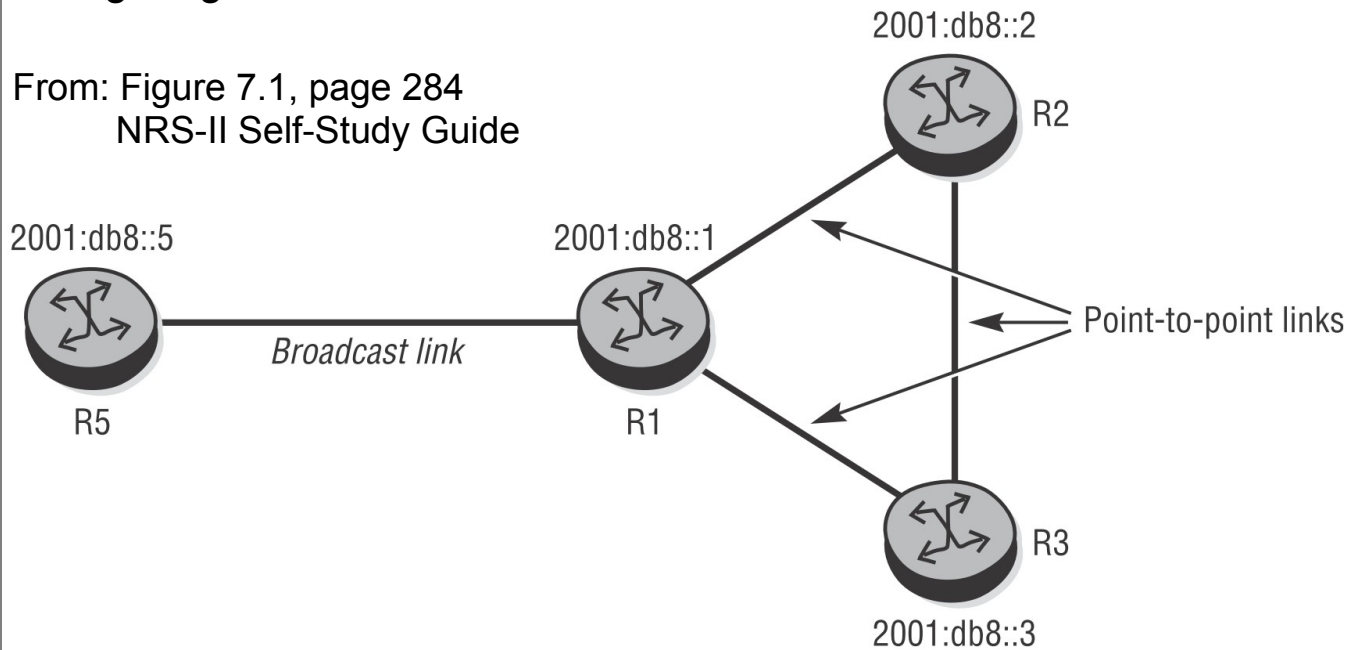 From: Figure 7.1, page 284
NRS-II Self-Study Guide
2001:db8::2
R2
2001:db8::5
2001:db8::1
Broadcast link
Point-to-point links
R5
R1
R3
2001:db8::3